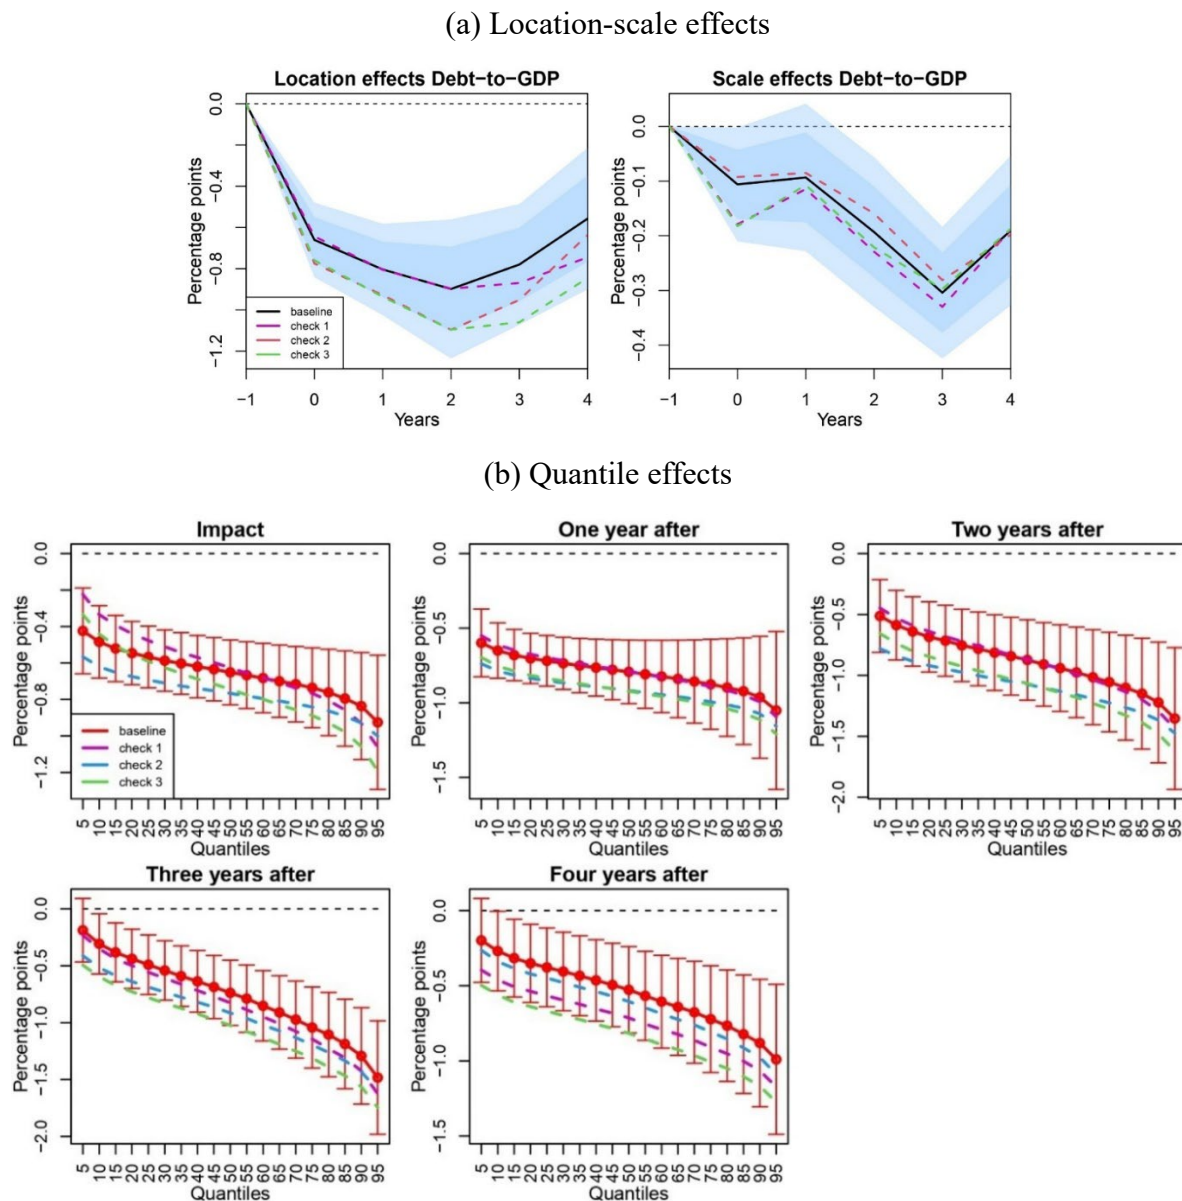 (a) Location-scale effects
Location effects Debt-to-GDP
Scale effects Debt-to-GDP
Percentage points
0.0
−0.4
−0.8
−1.2
baseline
check 1
check 2
check 3
−1 0 1 2 3 4
Years
Percentage points
0.0
−0.1
−0.2
−0.3
−0.4
−1 0 1 2 3 4
Years
(b) Quantile effects
Impact
Percentage points
0.0
−0.4
−0.8
−1.2
baseline
check 1
check 2
check 3
5 10 15 20 25 30 35 40 45 50 55 60 65 70 75 80 85 90 95
Quantiles
One year after
Percentage points
0.0
−0.5
−1.0
−1.5
5 10 15 20 25 30 35 40 45 50 55 60 65 70 75 80 85 90 95
Quantiles
Two years after
Percentage points
0.0
−0.5
−1.0
−1.5
−2.0
5 10 15 20 25 30 35 40 45 50 55 60 65 70 75 80 85 90 95
Quantiles
Three years after
Percentage points
0.0
−0.5
−1.0
−1.5
−2.0
5 10 15 20 25 30 35 40 45 50 55 60 65 70 75 80 85 90 95
Quantiles
Four years after
Percentage points
0.0
−0.5
−1.0
−1.5
5 10 15 20 25 30 35 40 45 50 55 60 65 70 75 80 85 90 95
Quantiles